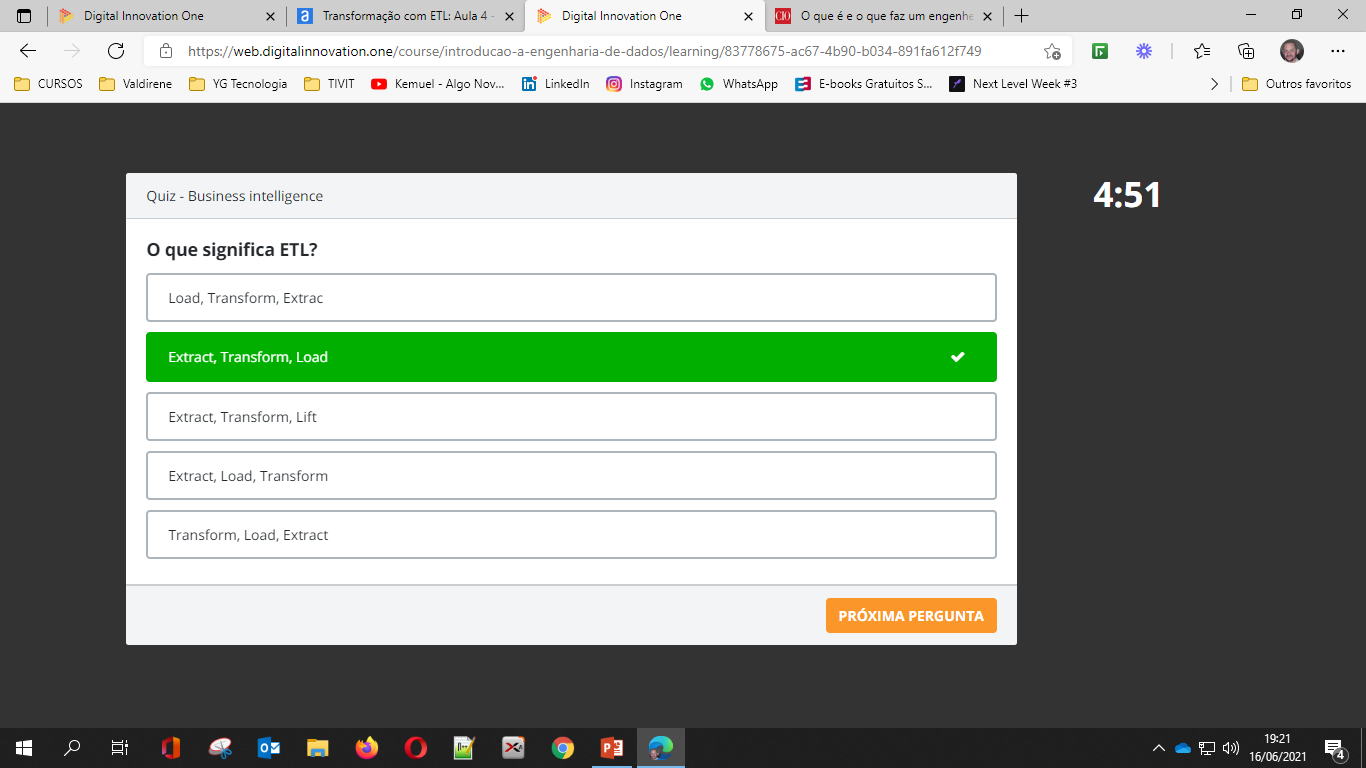 Digital Innovation One
Transformação com ETL: Aula 4 -
Digital Innovation One
CIO
O que é e o que faz um engenhe
https://web.digitalinnovation.one/course/introducao-a-engenharia-de-dados/learning/83778675-ac67-4b90-b034-891fa612f749
CURSOS
Valdirene
YG Tecnologia
TIVIT
Kemuel - Algo Nov...
LinkedIn
Instagram
WhatsApp
E-books Gratuitos S...
Next Level Week #3
Outros favoritos
Quiz - Business intelligence
4:51
O que significa ETL?
Load, Transform, Extrac
Extract, Transform, Load
Extract, Transform, Lift
Extract, Load, Transform
Transform, Load, Extract
PRÓXIMA PERGUNTA
19:21
16/06/2021
4